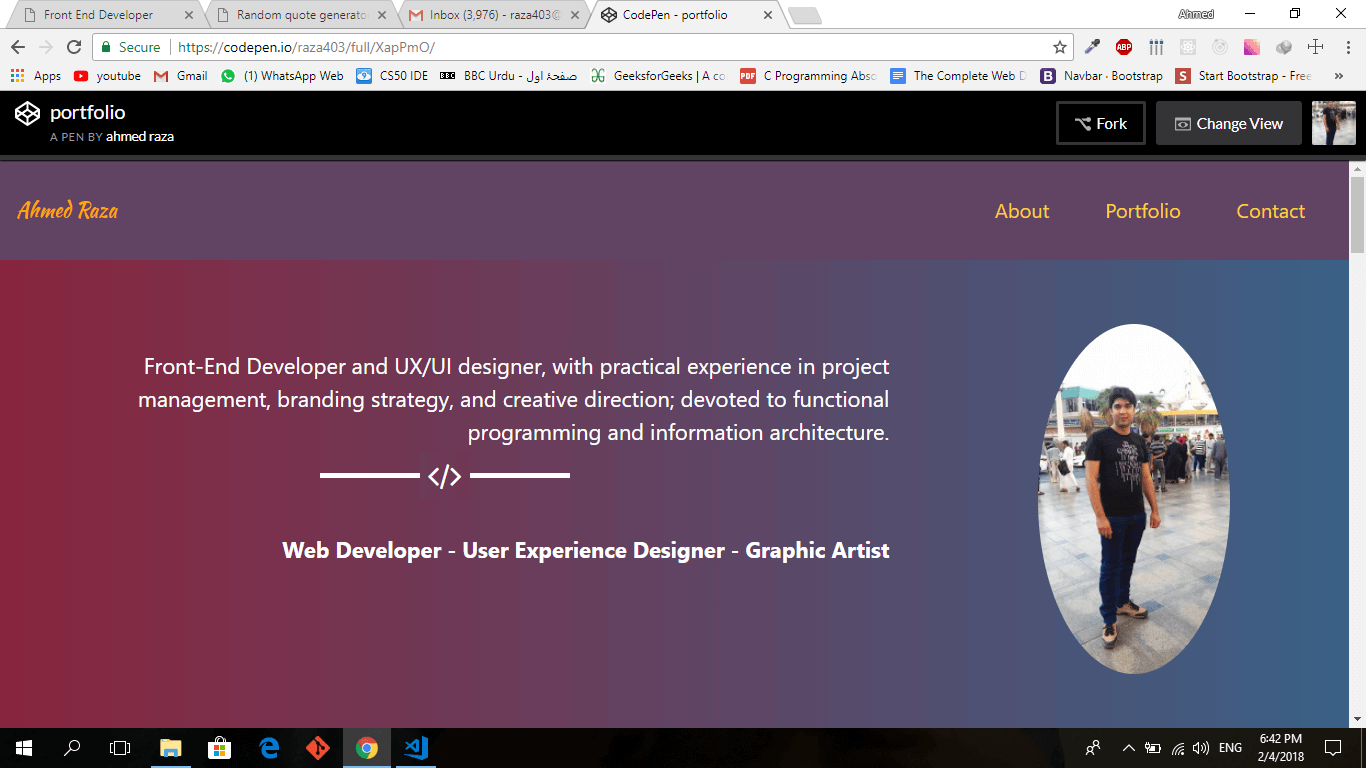 Front End Developer
Random quote generato
Inbox (3,976) - raza403@
CodePen - portfolio
Ahmed
Secure
https://codepen.io/raza403/full/XapPmO/
ABP
Apps
youtube
Gmail
(1) WhatsApp Web
CS50 IDE
BBC Urdu - صفحۂ اول
GeeksforGeeks | A co
PDF C Programming Abso
The Complete Web D
B Navbar · Bootstrap
S Start Bootstrap - Free
»
portfolio
A PEN BY ahmed raza
Fork
Change View
Ahmed Raza
About
Portfolio
Contact
Front-End Developer and UX/UI designer, with practical experience in project
management, branding strategy, and creative direction; devoted to functional
programming and information architecture.
</>
Web Developer - User Experience Designer - Graphic Artist
ENG
6:42 PM
2/4/2018